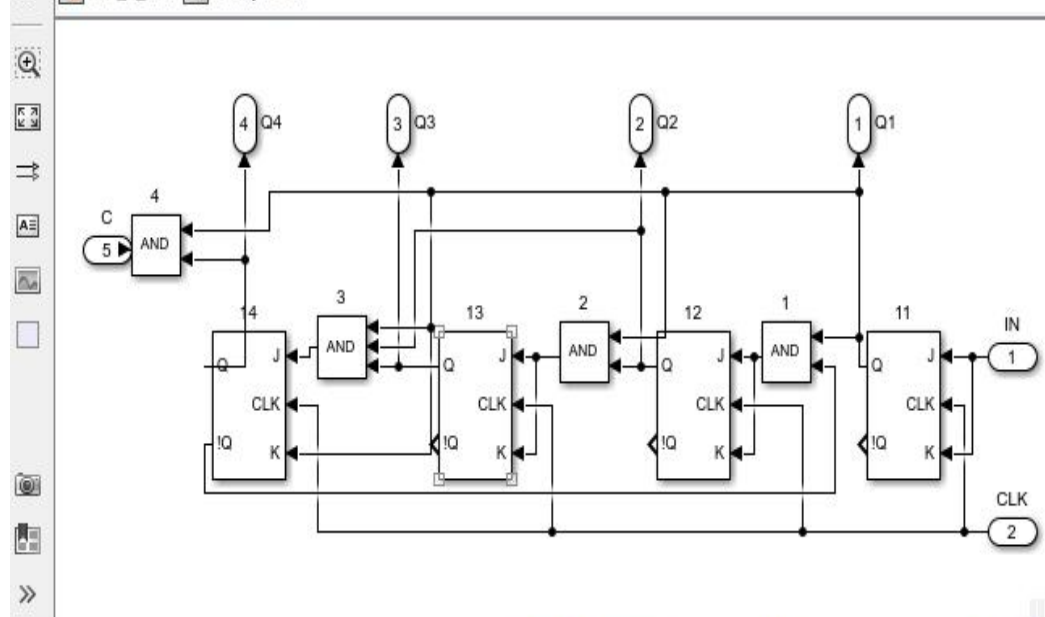 4 Q4
3 Q3
2 Q2
1 Q1
4
C
5
AND
14
3
13
2
12
1
11
IN
1
AND
AND
AND
Q
J
Q
J
Q
J
Q
J
CLK
CLK
CLK
CLK
!Q
K
!Q
K
!Q
K
!Q
K
CLK
2